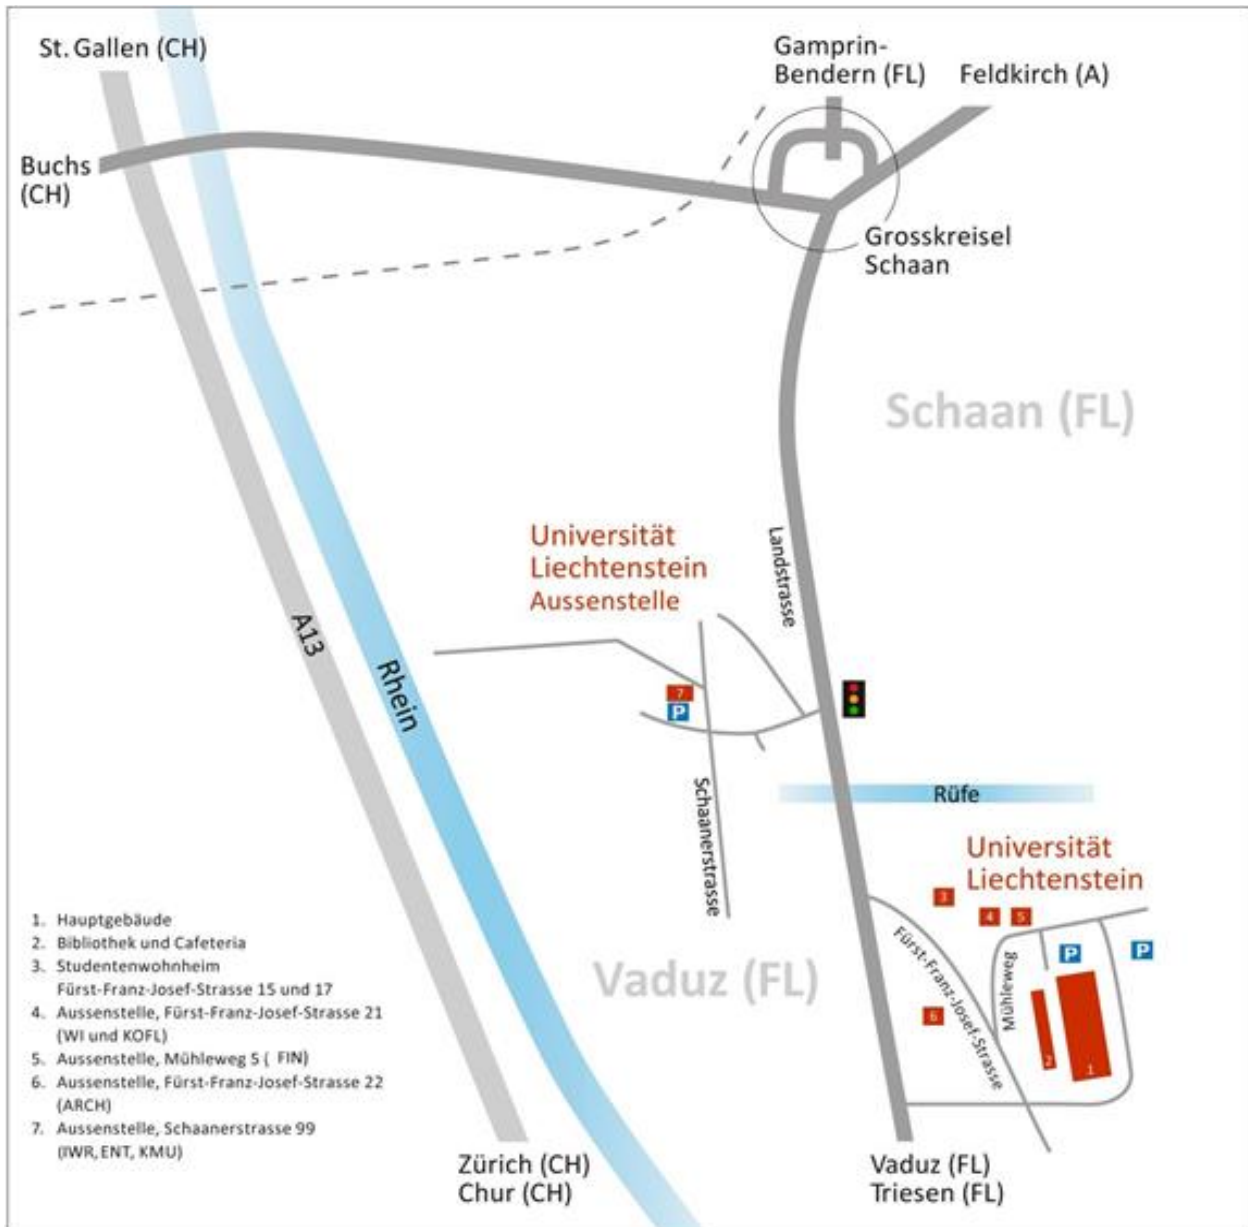 St. Gallen (CH)
Gamprin-
Bendern (FL)
Feldkirch (A)
Buchs
(CH)
Grosskreisel
Schaan
Schaan (FL)
Landstrasse
Universität
Liechtenstein
Aussenstelle
A13
Rhein
7
P
Schaanerstrasse
Rüfe
Universität
Liechtenstein
3
4
5
Fürst-Franz-Josef-Strasse
Mühleweg
P
P
6
2
1
Vaduz (FL)
1. Hauptgebäude
2. Bibliothek und Cafeteria
3. Studentenwohnheim
Fürst-Franz-Josef-Strasse 15 und 17
4. Aussenstelle, Fürst-Franz-Josef-Strasse 21
(WI und KOFL)
5. Aussenstelle, Mühleweg 5 ( FIN)
6. Aussenstelle, Fürst-Franz-Josef-Strasse 22
(ARCH)
7. Aussenstelle, Schaanerstrasse 99
(IWR, ENT, KMU)
Zürich (CH)
Chur (CH)
Vaduz (FL)
Triesen (FL)